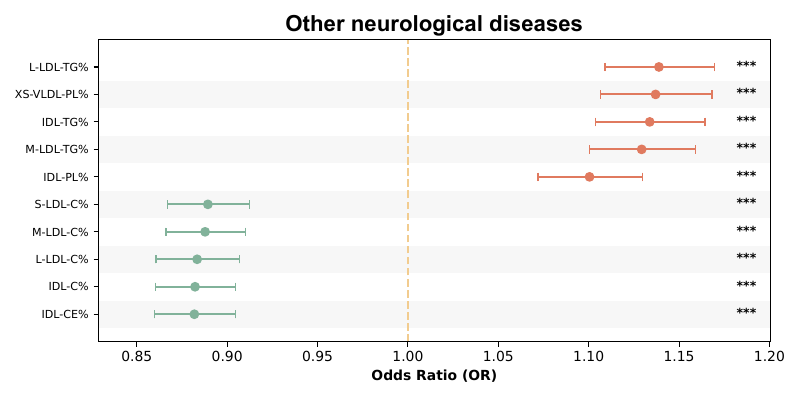 Other neurological diseases
L-LDL-TG% ***
XS-VLDL-PL% ***
IDL-TG% ***
M-LDL-TG% ***
IDL-PL% ***
S-LDL-C% ***
M-LDL-C% ***
L-LDL-C% ***
IDL-C% ***
IDL-CE% ***
0.85 0.90 0.95 1.00 1.05 1.10 1.15 1.20
Odds Ratio (OR)